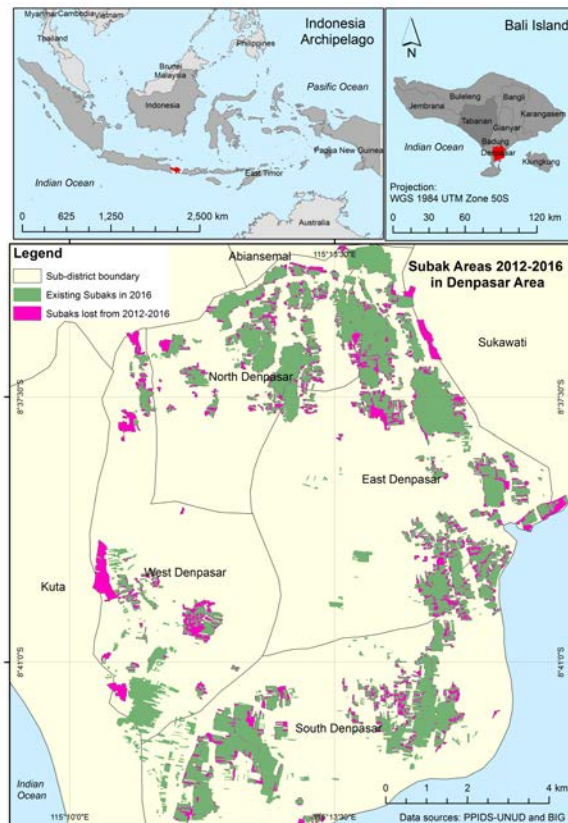 Myanmar
Cambodia
Vietnam
Thailand
Philippines
Indonesia
Archipelago
Brunei
Malaysia
Pasific Ocean
Indonesia
Papua New Guinea
Indian Ocean
East Timor
Australia
0 625 1,250 2,500 km
Bali Island
N
Buleleng
Bangli
Jembrana
Karangasem
Tabanan
Gianyar
Badung
Indian Ocean
Denpasar
Klungkung
Projection:
WGS 1984 UTM Zone 50S
0 30 60 120 km
Legend
Sub-district boundary
Existing Subaks in 2016
Subaks lost from 2012-2016
Abiansemal
115°13'30"E
Subak Areas 2012-2016
in Denpasar Area
Sukawati
North Denpasar
8°37'30"S
8°37'30"S
East Denpasar
Kuta
West Denpasar
8°41'0"S
8°41'0"S
South Denpasar
Indian
Ocean
0 1 2 4 km
115°10'0"E
115°13'30"E
Data sources: PPIDS-UNUD and BIG